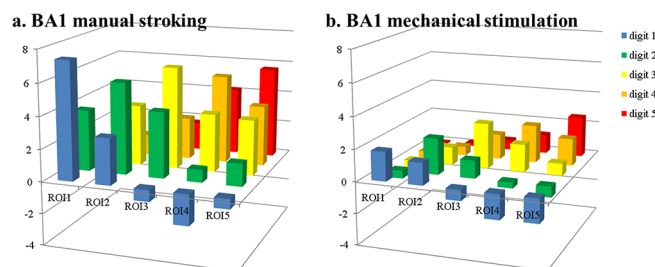 a. BA1 manual stroking
b. BA1 mechanical stimulation
8
6
4
2
0
-2
-4
ROI1
ROI2
ROI3
ROI4
ROI5
8
6
4
2
0
-2
-4
ROI1
ROI2
ROI3
ROI4
ROI5
digit 1
digit 2
digit 3
digit 4
digit 5